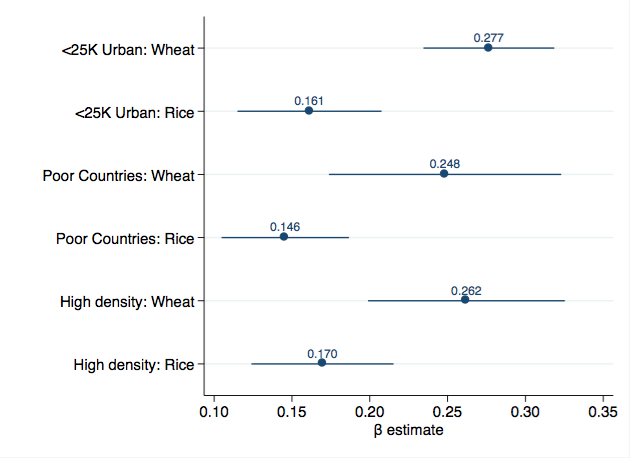 0.277
<25K Urban: Wheat
0.161
<25K Urban: Rice
0.248
Poor Countries: Wheat
0.146
Poor Countries: Rice
0.262
High density: Wheat
0.170
High density: Rice
0.10 0.15 0.20 0.25 0.30 0.35
β estimate